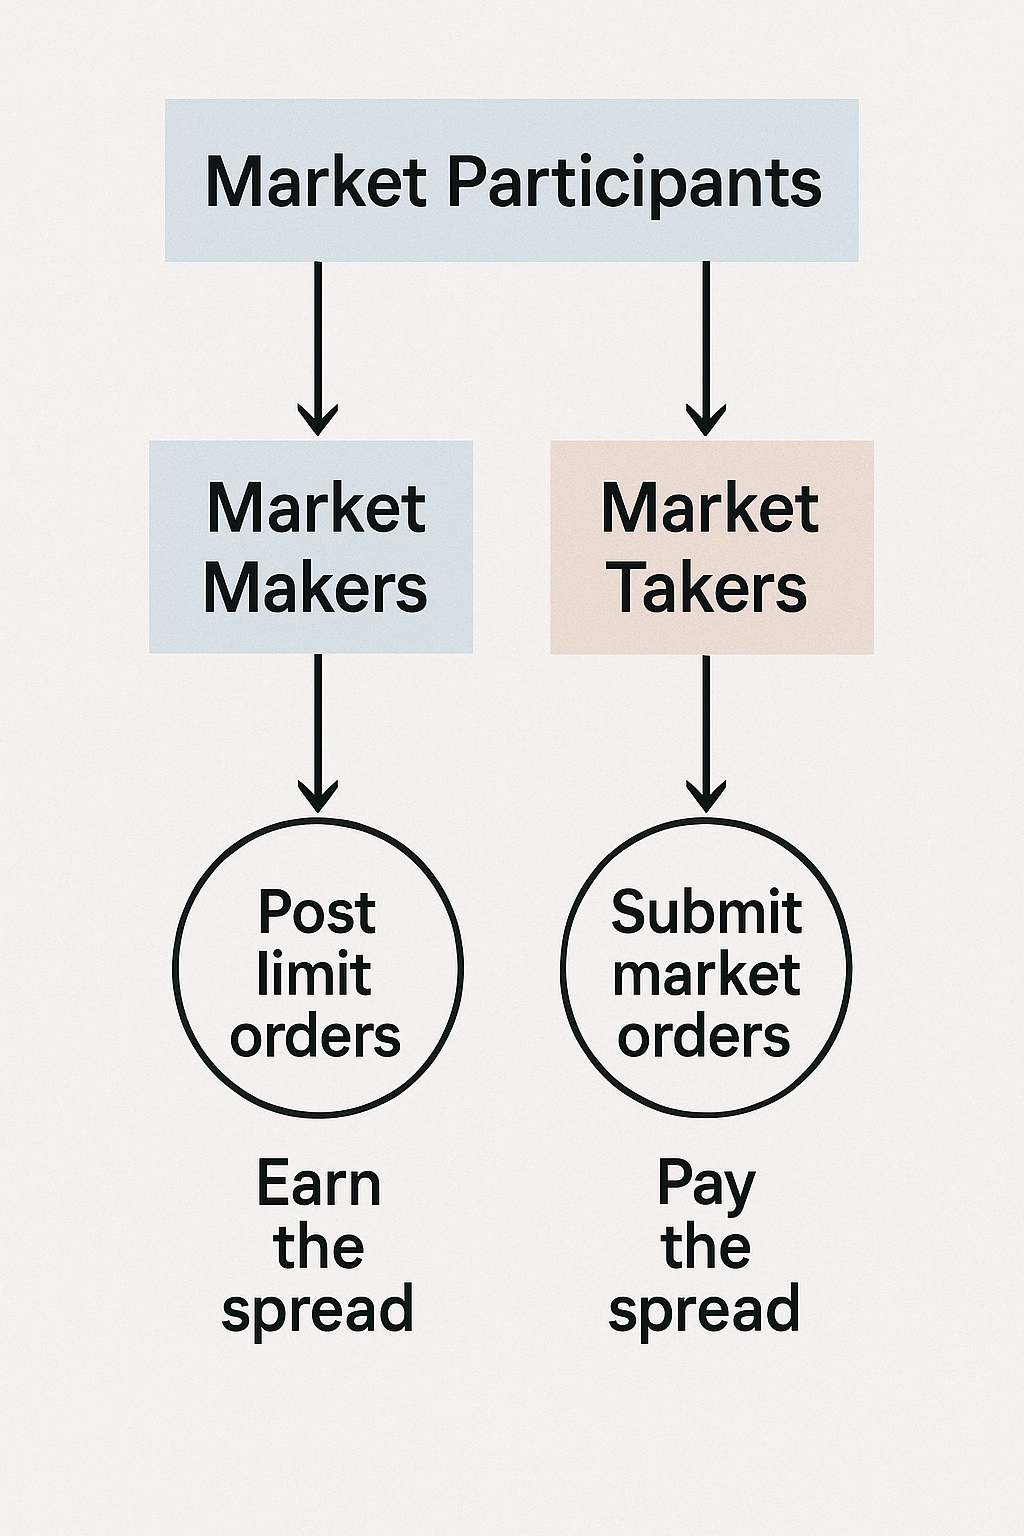 Market Participants
Market
Makers
Market
Takers
Post
limit
orders
Submit
market
orders
Earn
the
spread
Pay
the
spread